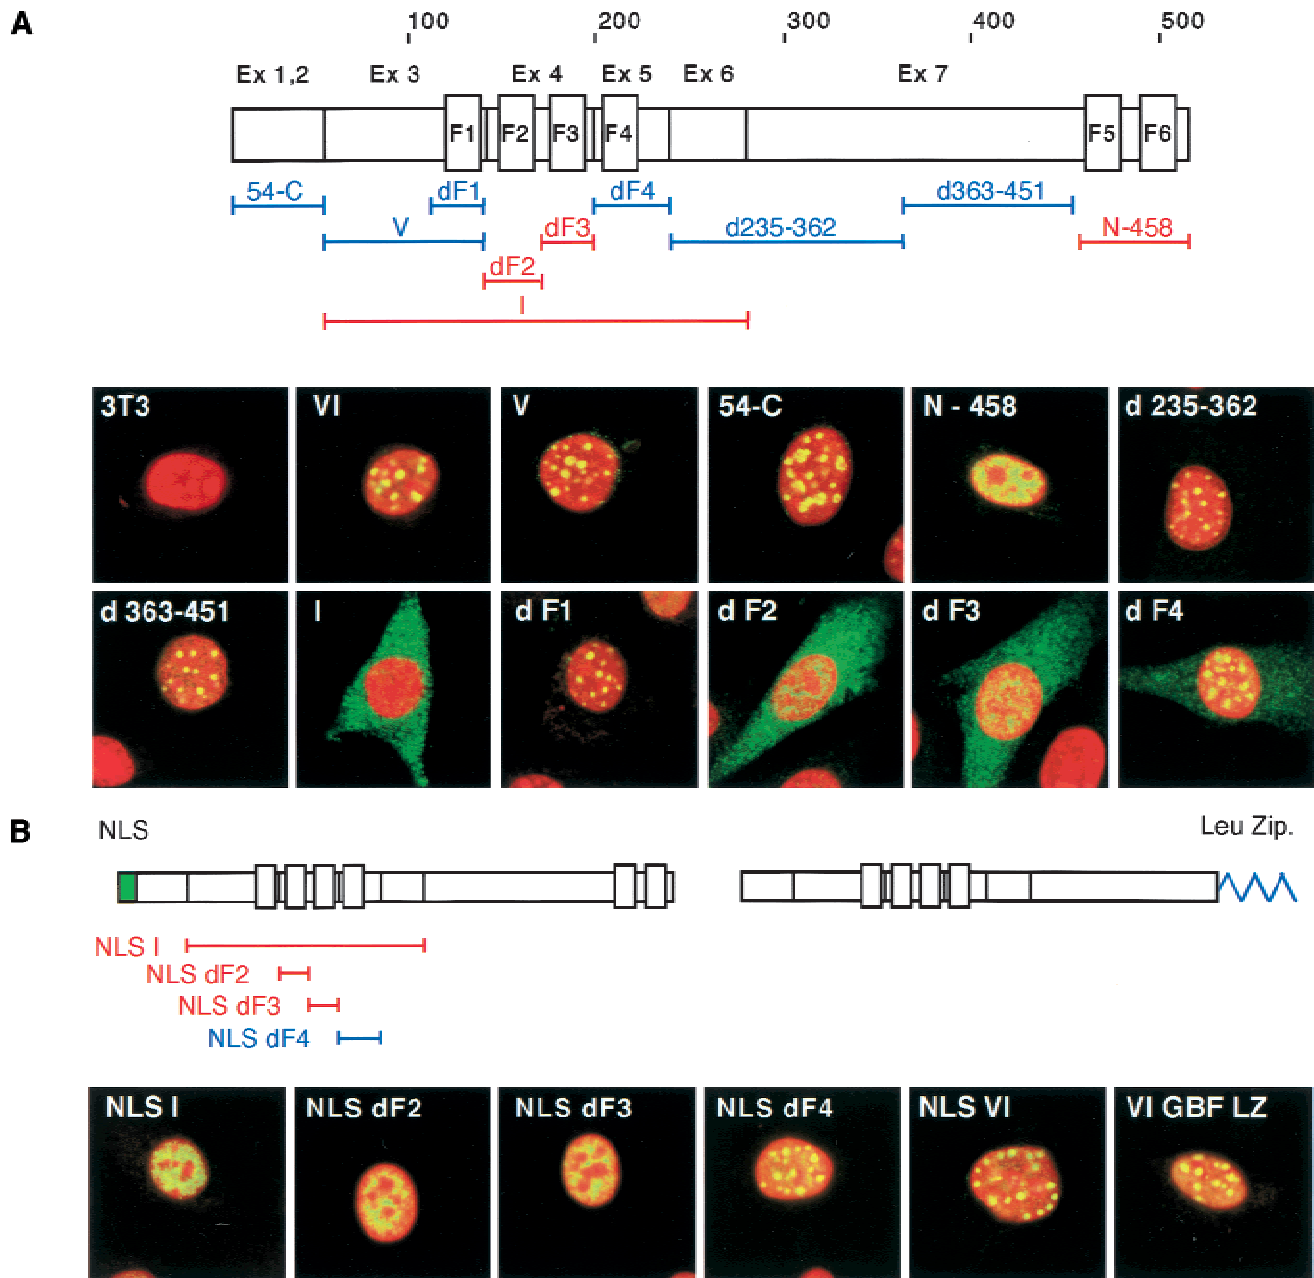 A
100 200 300 400 500
Ex 1,2 Ex 3 Ex 4 Ex 5 Ex 6 Ex 7
F1 F2 F3 F4 F5 F6
54-C dF1 dF4 d363-451
V dF3 d235-362 N-458
dF2
I
3T3 VI V 54-C N - 458 d 235-362
d 363-451 I d F1 d F2 d F3 d F4
B
NLS Leu Zip.
NLS I
NLS dF2
NLS dF3
NLS dF4
NLS I NLS dF2 NLS dF3 NLS dF4 NLS VI VI GBF LZ